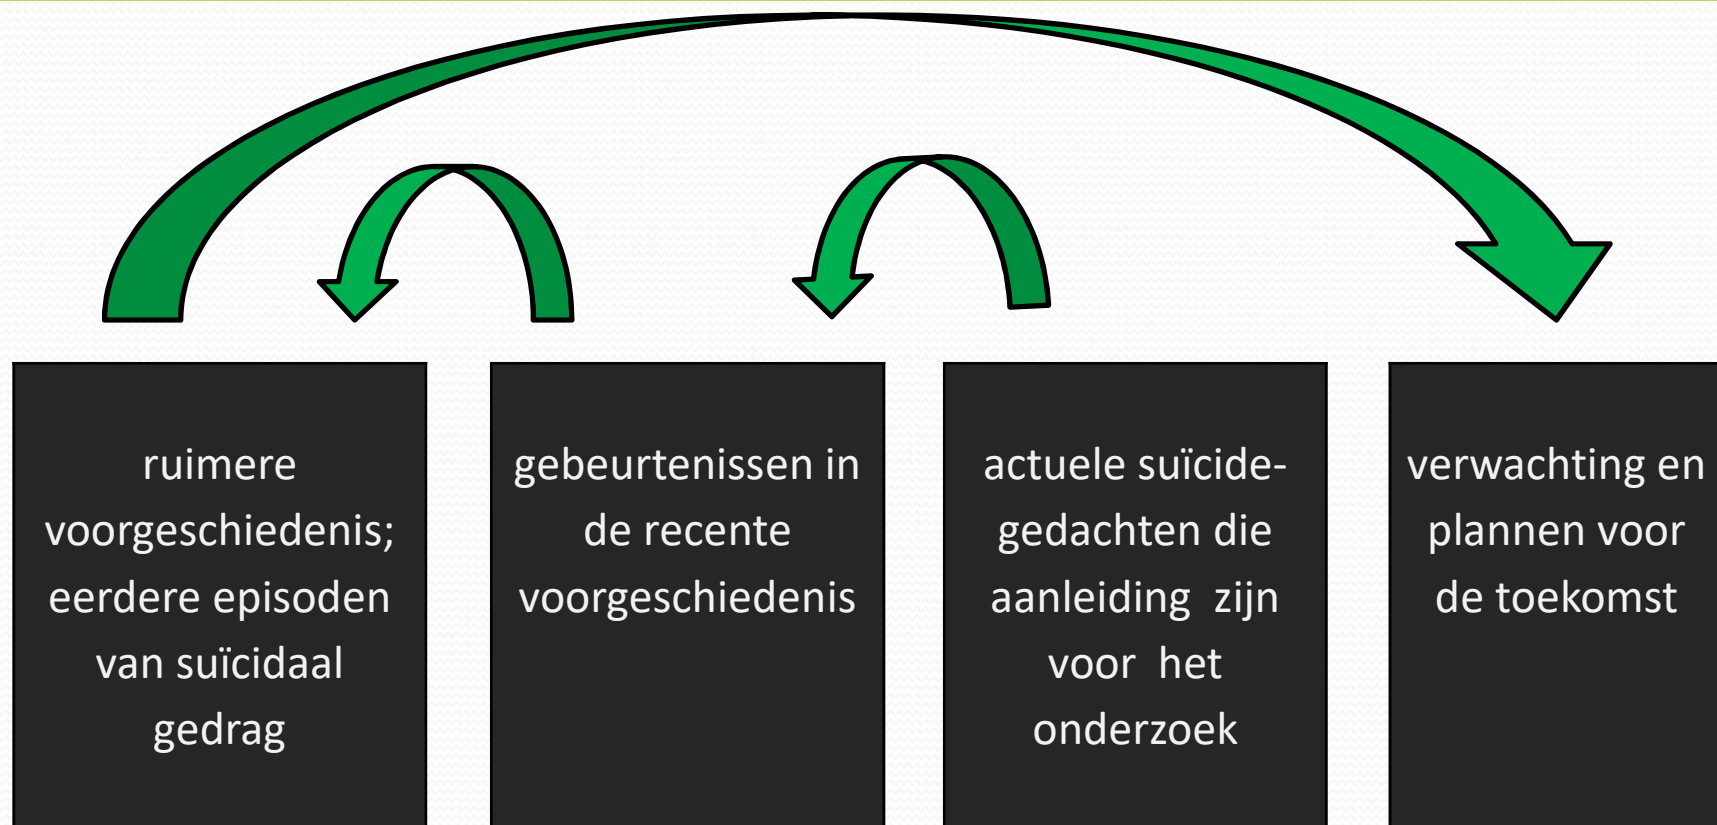 ruimere
voorgeschiedenis;
eerdere episoden
van suïcidaal
gedrag
gebeurtenissen in
de recente
voorgeschiedenis
actuele suïcide-
gedachten die
aanleiding zijn
voor het
onderzoek
verwachting en
plannen voor
de toekomst